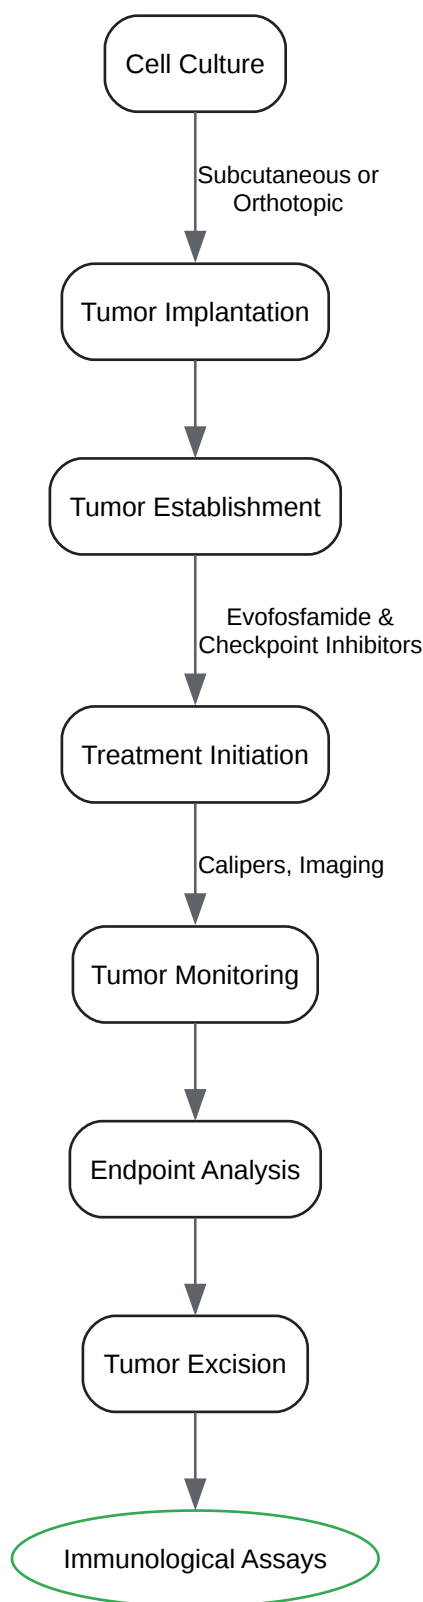 Cell Culture
Subcutaneous or
Orthotopic
Tumor Implantation
Tumor Establishment
Evofosfamide &
Checkpoint Inhibitors
Treatment Initiation
Calipers, Imaging
Tumor Monitoring
Endpoint Analysis
Tumor Excision
Immunological Assays